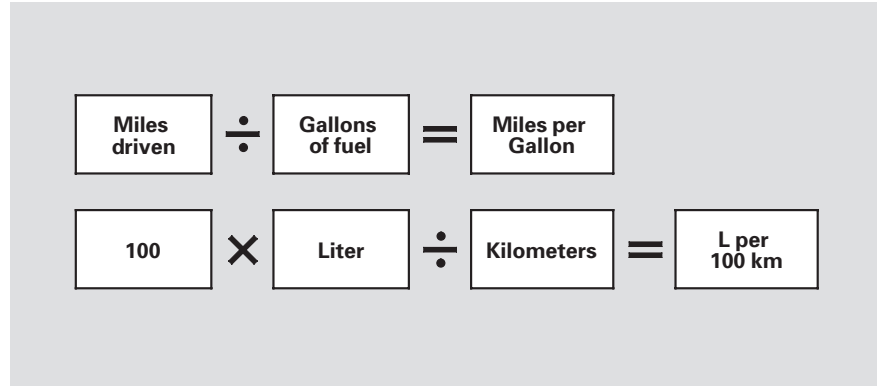 Miles driven ÷ Gallons of fuel = Miles per Gallon
100 × Liter ÷ Kilometers = L per 100 km